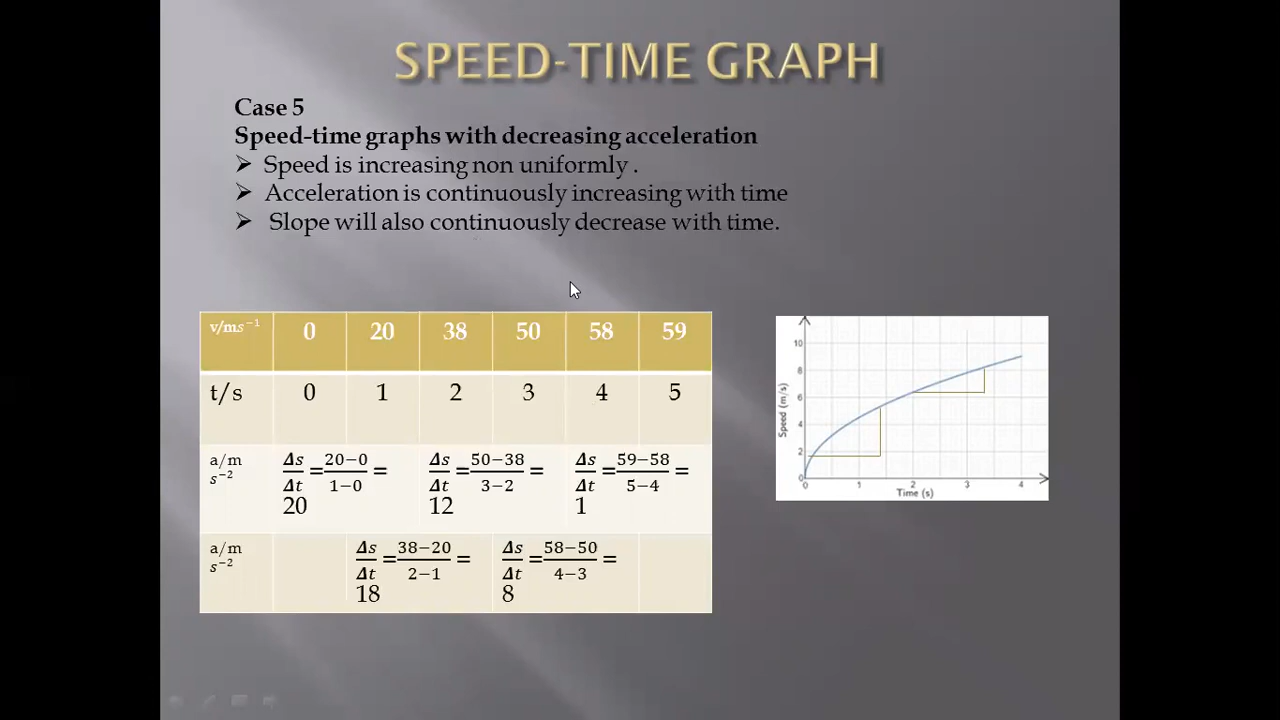 SPEED-TIME GRAPH
Case 5
Speed-time graphs with decreasing acceleration
➢ Speed is increasing non uniformly .
➢ Acceleration is continuously increasing with time
➢ Slope will also continuously decrease with time.
v/ms⁻¹ 0 20 38 50 58 59
t/s 0 1 2 3 4 5
a/m s⁻² Δs/Δt = 20−0/1−0 = 20 Δs/Δt = 50−38/3−2 = 12 Δs/Δt = 59−58/5−4 = 1
a/m s⁻² Δs/Δt = 38−20/2−1 = 18 Δs/Δt = 58−50/4−3 = 8
Speed (m/s)
10
8
6
4
2
0
0 1 2 3 4
Time (s)